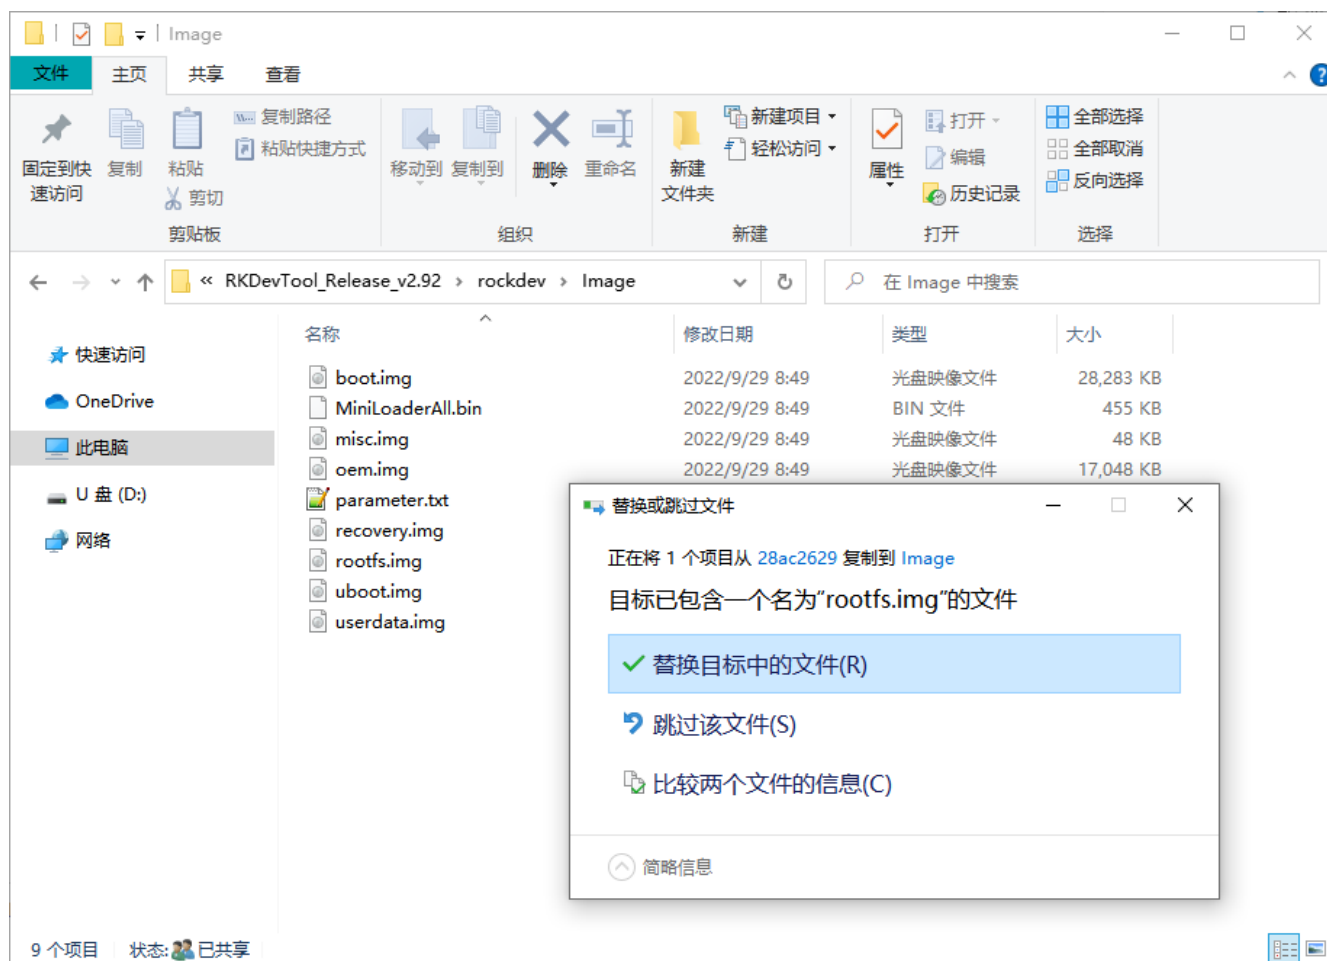 Image
文件 主页 共享 查看
固定到快
速访问
复制
粘贴
复制路径
粘贴快捷方式
剪切
剪贴板
移动到 复制到
删除 重命名
组织
新建
文件夹
新建项目
轻松访问
新建
属性
打开
编辑
历史记录
打开
全部选择
全部取消
反向选择
选择
« RKDevTool_Release_v2.92 › rockdev › Image
在 Image 中搜索
快速访问
OneDrive
此电脑
U 盘 (D:)
网络
名称 修改日期 类型 大小
boot.img 2022/9/29 8:49 光盘映像文件 28,283 KB
MiniLoaderAll.bin 2022/9/29 8:49 BIN 文件 455 KB
misc.img 2022/9/29 8:49 光盘映像文件 48 KB
oem.img 2022/9/29 8:49 光盘映像文件 17,048 KB
parameter.txt
recovery.img
rootfs.img
uboot.img
userdata.img
替换或跳过文件
正在将 1 个项目从 28ac2629 复制到 Image
目标已包含一个名为"rootfs.img"的文件
替换目标中的文件(R)
跳过该文件(S)
比较两个文件的信息(C)
简略信息
9 个项目 状态: 已共享